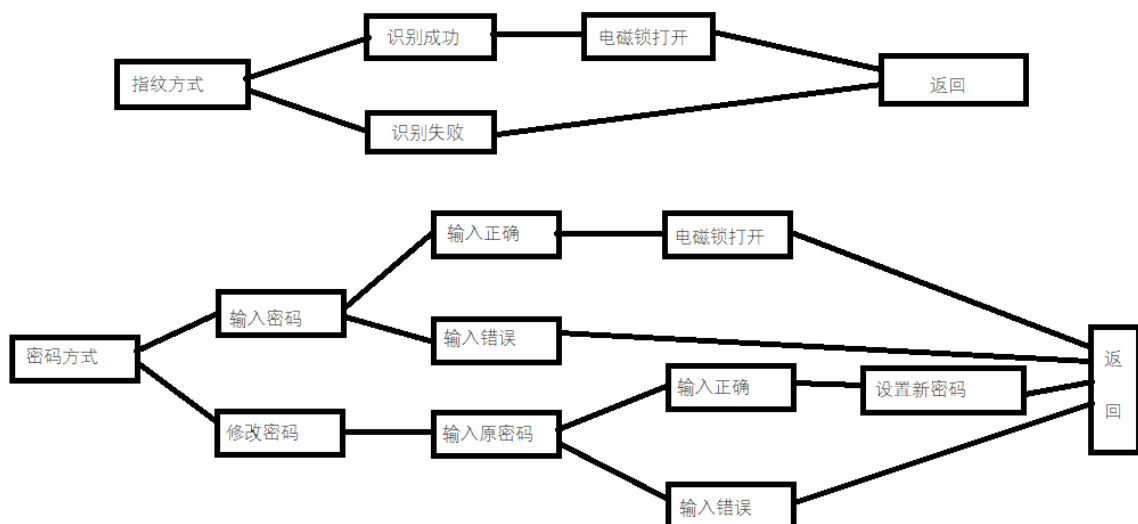 识别成功
电磁锁打开
指纹方式
返回
识别失败
输入正确
电磁锁打开
输入密码
输入错误
密码方式
返
回
输入正确
设置新密码
修改密码
输入原密码
输入错误